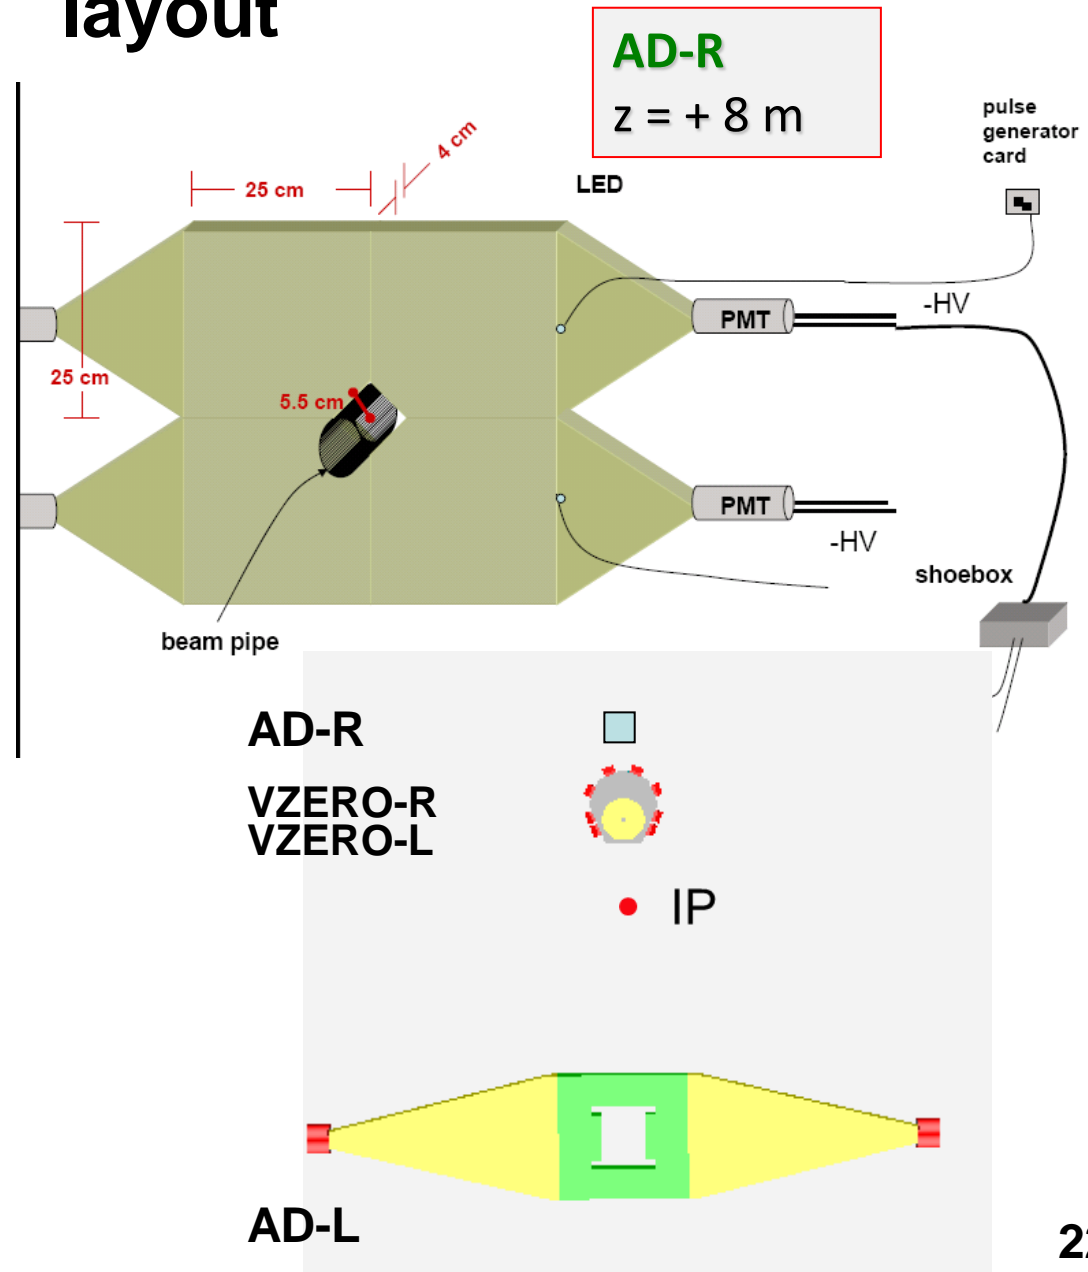 layout
AD-R
z = + 8 m
pulse
generator
card
4 cm
25 cm
LED
-HV
PMT
25 cm
5.5 cm
PMT
-HV
shoebox
beam pipe
AD-R
VZERO-R
VZERO-L
IP
AD-L